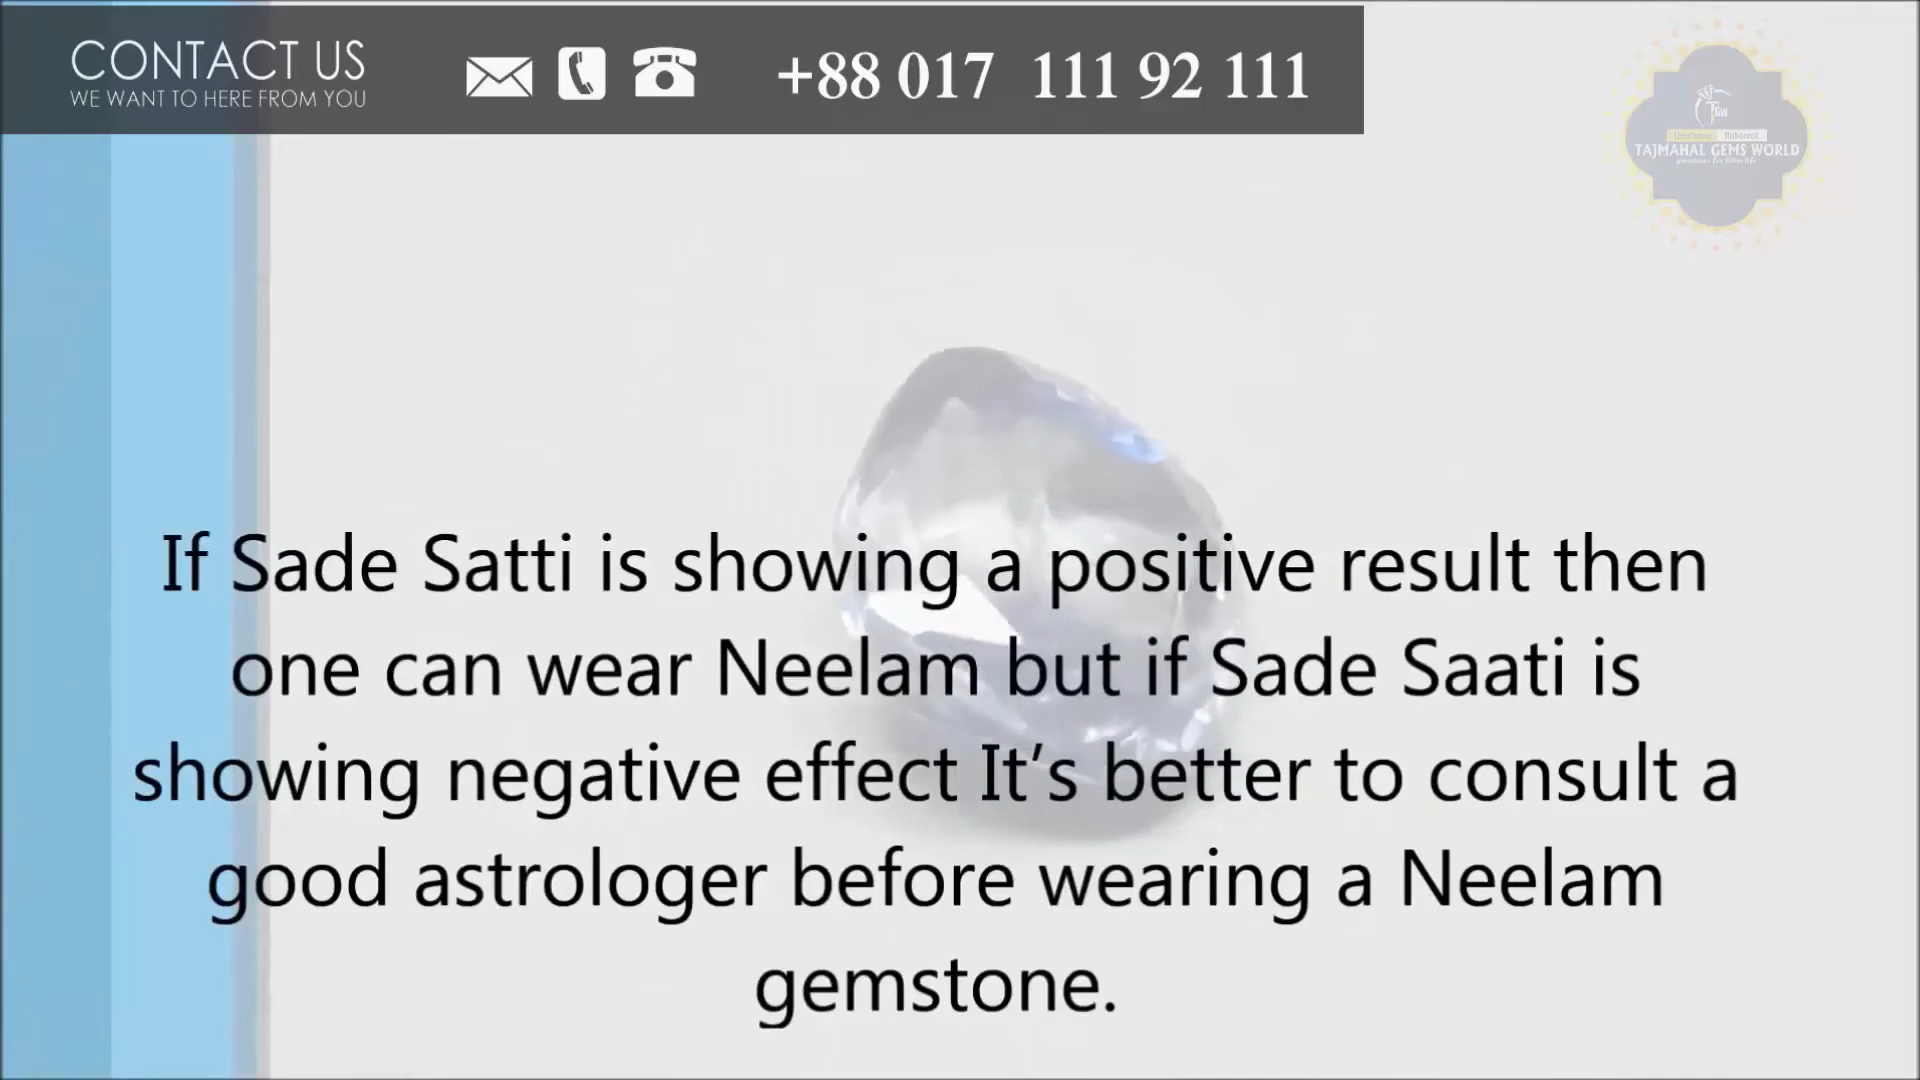 CONTACT US
WE WANT TO HERE FROM YOU
+88 017 111 92 111
TGW
TAJMAHAL GEMS WORLD
If Sade Satti is showing a positive result then
one can wear Neelam but if Sade Saati is
showing negative effect It’s better to consult a
good astrologer before wearing a Neelam
gemstone.